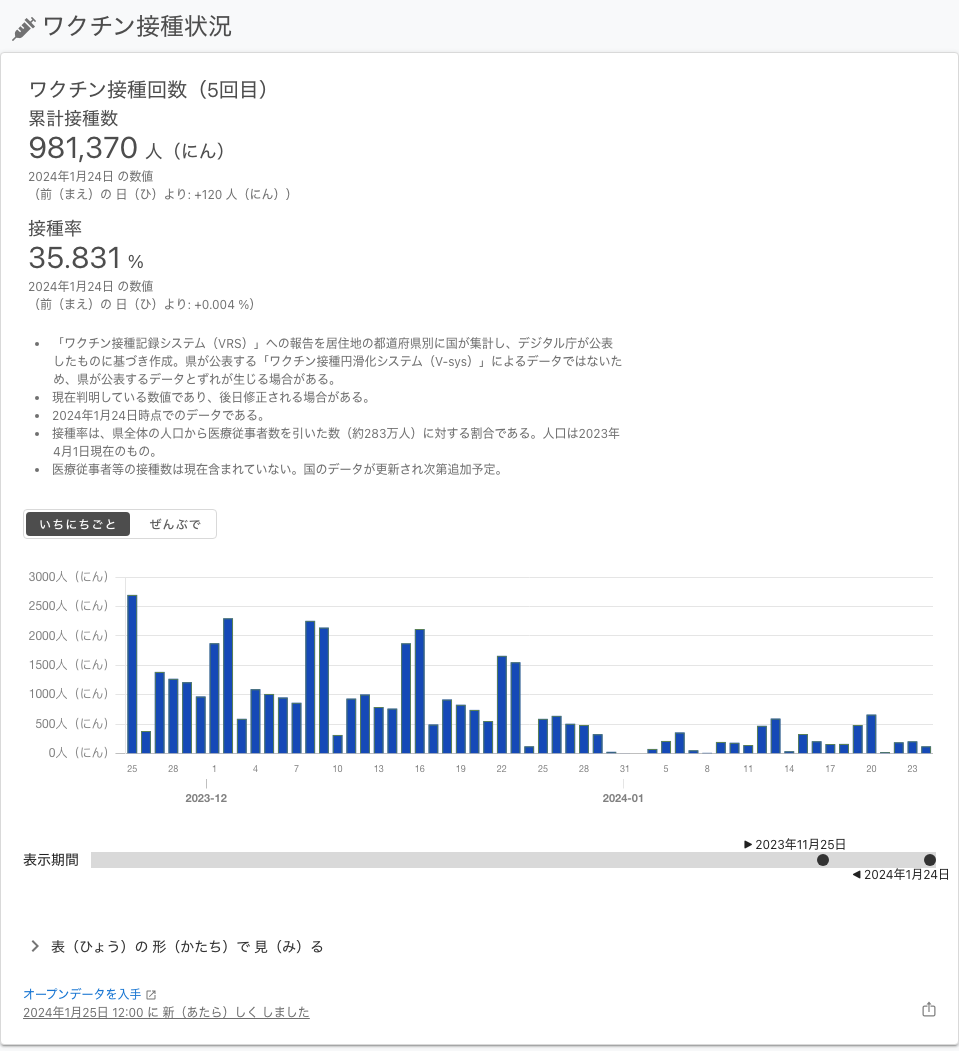 ワクチン接種状況
ワクチン接種回数（5回目）
累計接種数
981,370 人（にん）
2024年1月24日 の数値
（前（まえ）の 日（ひ）より: +120 人（にん））
接種率
35.831 %
2024年1月24日 の数値
（前（まえ）の 日（ひ）より: +0.004 %）
• 「ワクチン接種記録システム（VRS）」への報告を居住地の都道府県別に国が集計し、デジタル庁が公表
したものに基づき作成。県が公表する「ワクチン接種円滑化システム（V-sys）」によるデータではないた
め、県が公表するデータとずれが生じる場合がある。
• 現在判明している数値であり、後日修正される場合がある。
• 2024年1月24日時点でのデータである。
• 接種率は、県全体の人口から医療従事者数を引いた数（約283万人）に対する割合である。人口は2023年
4月1日現在のもの。
• 医療従事者等の接種数は現在含まれていない。国のデータが更新され次第追加予定。
いちにちごと ぜんぶで
3000人（にん）
2500人（にん）
2000人（にん）
1500人（にん）
1000人（にん）
500人（にん）
0人（にん）
25 28 1 4 7 10 13 16 19 22 25 28 31 5 8 11 14 17 20 23
2023-12 2024-01
▶ 2023年11月25日
表示期間
◀ 2024年1月24日
表（ひょう）の 形（かたち）で 見（み）る
オープンデータを入手
2024年1月25日 12:00 に 新（あたら）しく しました